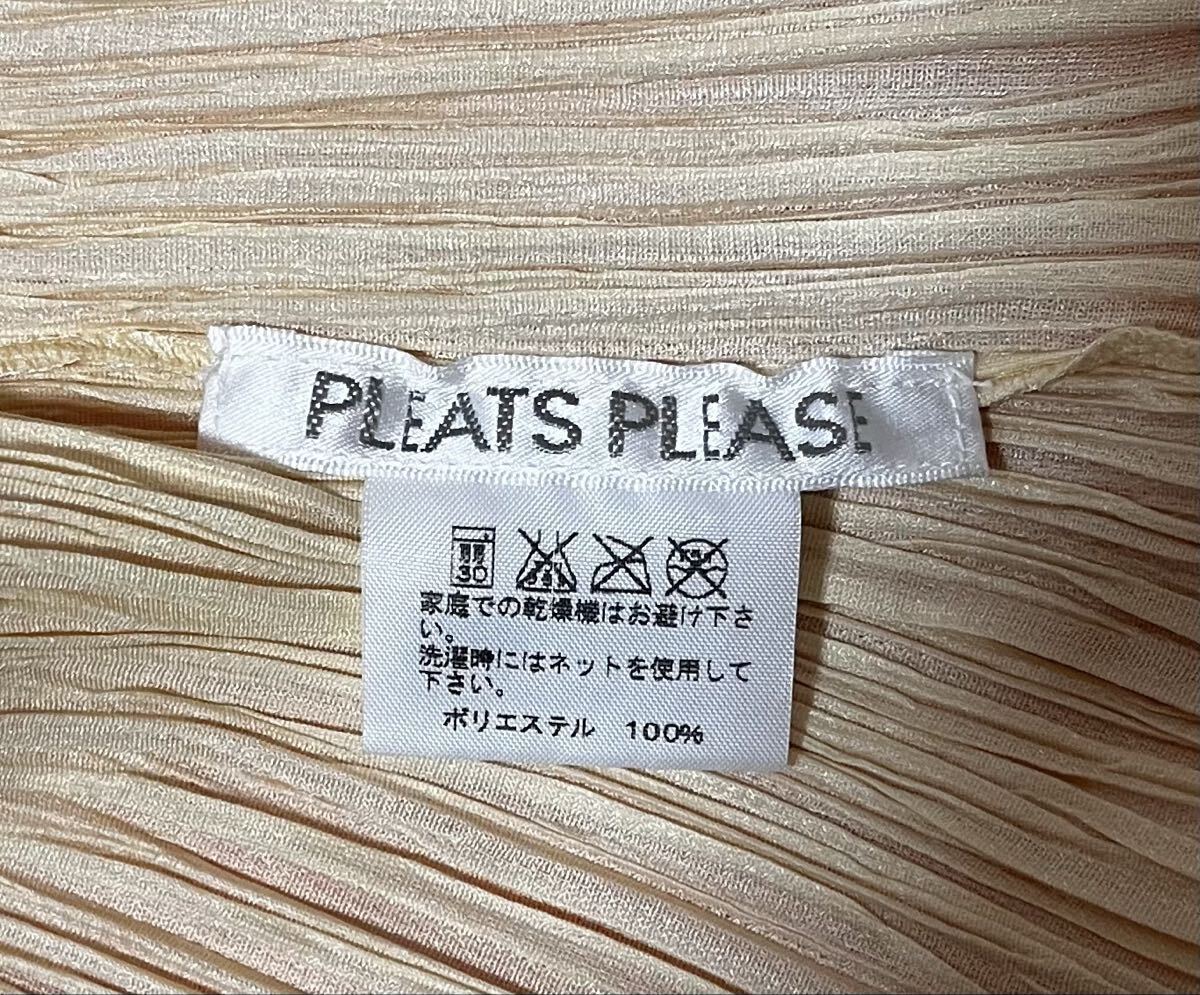 PLEATS PLEASE
30
家庭での乾燥機はお避け下さ
い。
洗濯時にはネットを使用して
下さい。
ポリエステル 100%